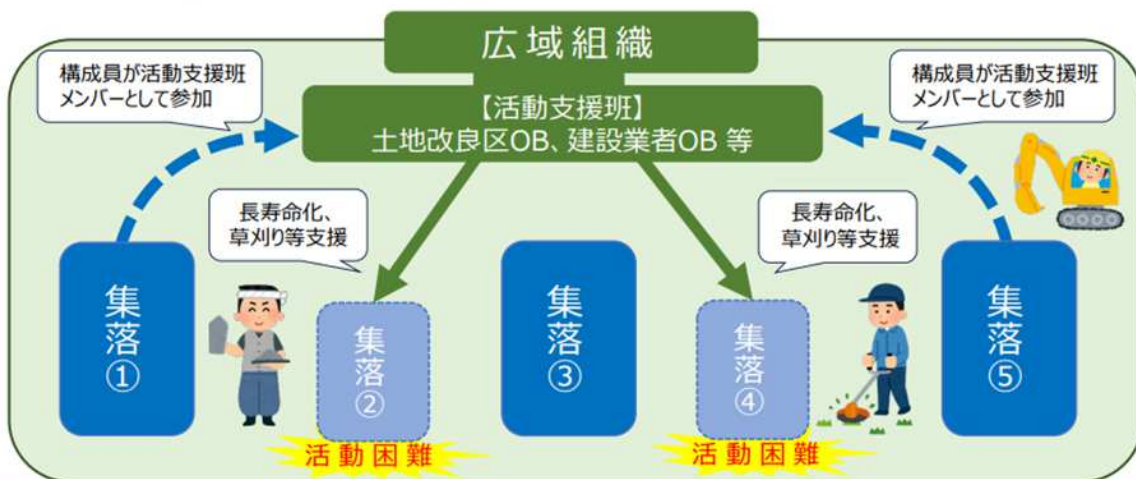 広域組織
【活動支援班】
土地改良区OB、建設業者OB 等
構成員が活動支援班
メンバーとして参加
構成員が活動支援班
メンバーとして参加
長寿命化、
草刈り等支援
長寿命化、
草刈り等支援
集落①
集落②
集落③
集落④
集落⑤
活動困難
活動困難